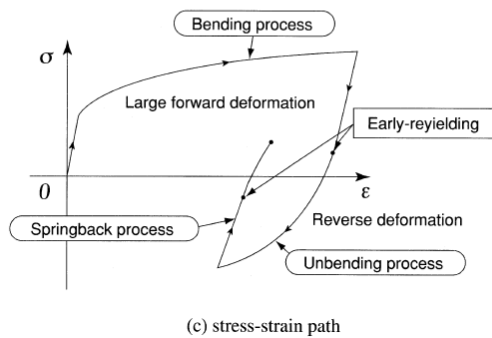 Bending process
σ
Large forward deformation
Early-reyielding
0
ε
Reverse deformation
Springback process
Unbending process
(c) stress-strain path